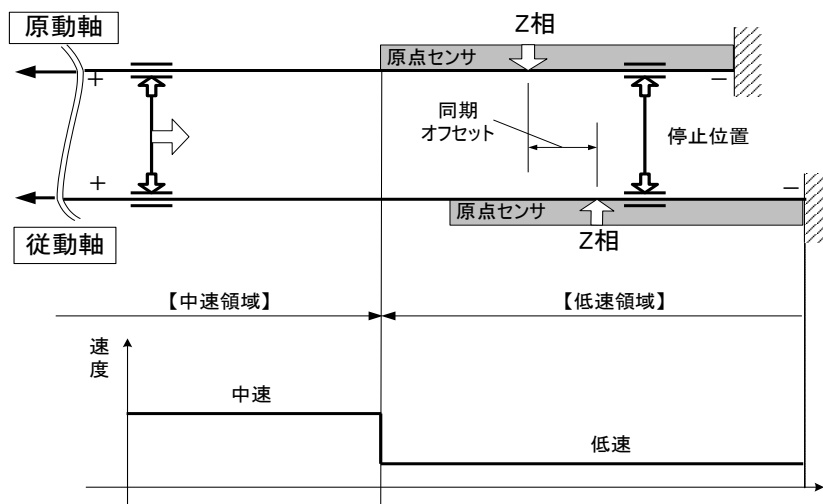 原動軸
Z相
原点センサ
+
−
同期
オフセット
停止位置
+
−
原点センサ
従動軸
Z相
【中速領域】
【低速領域】
速
度
中速
低速